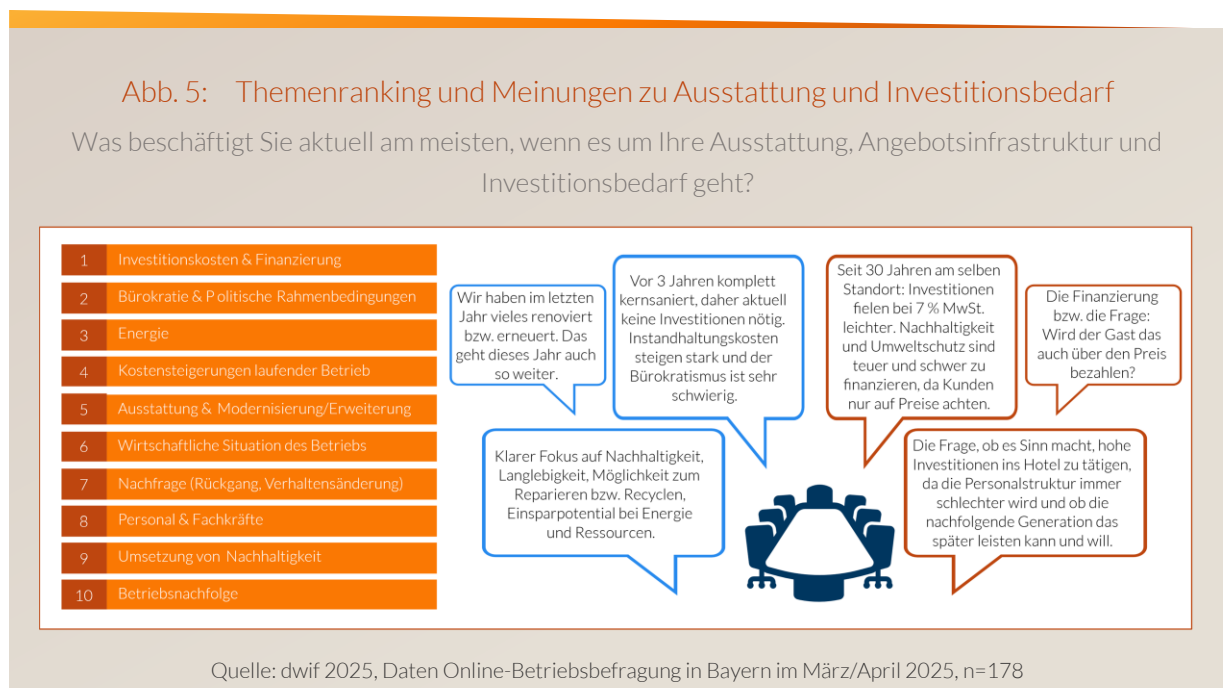 Abb. 5: Themenranking und Meinungen zu Ausstattung und Investitionsbedarf
Was beschäftigt Sie aktuell am meisten, wenn es um Ihre Ausstattung, Angebotsinfrastruktur und
Investitionsbedarf geht?
1 Investitionskosten & Finanzierung
2 Bürokratie & P olitische Rahmenbedingungen
3 Energie
4 Kostensteigerungen laufender Betrieb
5 Ausstattung & Modernisierung/Erweiterung
6 Wirtschaftliche Situation des Betriebs
7 Nachfrage (Rückgang, Verhaltensänderung)
8 Personal & Fachkräfte
9 Umsetzung von Nachhaltigkeit
10 Betriebsnachfolge
Wir haben im letzten
Jahr vieles renoviert
bzw. erneuert. Das
geht dieses Jahr auch
so weiter.
Vor 3 Jahren komplett
kernsaniert, daher aktuell
keine Investitionen nötig.
Instandhaltungskosten
steigen stark und der
Bürokratismus ist sehr
schwierig.
Seit 30 Jahren am selben
Standort: Investitionen
fielen bei 7 % MwSt.
leichter. Nachhaltigkeit
und Umweltschutz sind
teuer und schwer zu
finanzieren, da Kunden
nur auf Preise achten.
Die Finanzierung
bzw. die Frage:
Wird der Gast das
auch über den Preis
bezahlen?
Klarer Fokus auf Nachhaltigkeit,
Langlebigkeit, Möglichkeit zum
Reparieren bzw. Recyclen,
Einsparpotential bei Energie
und Ressourcen.
Die Frage, ob es Sinn macht, hohe
Investitionen ins Hotel zu tätigen,
da die Personalstruktur immer
schlechter wird und ob die
nachfolgende Generation das
später leisten kann und will.
Quelle: dwif 2025, Daten Online-Betriebsbefragung in Bayern im März/April 2025, n=178